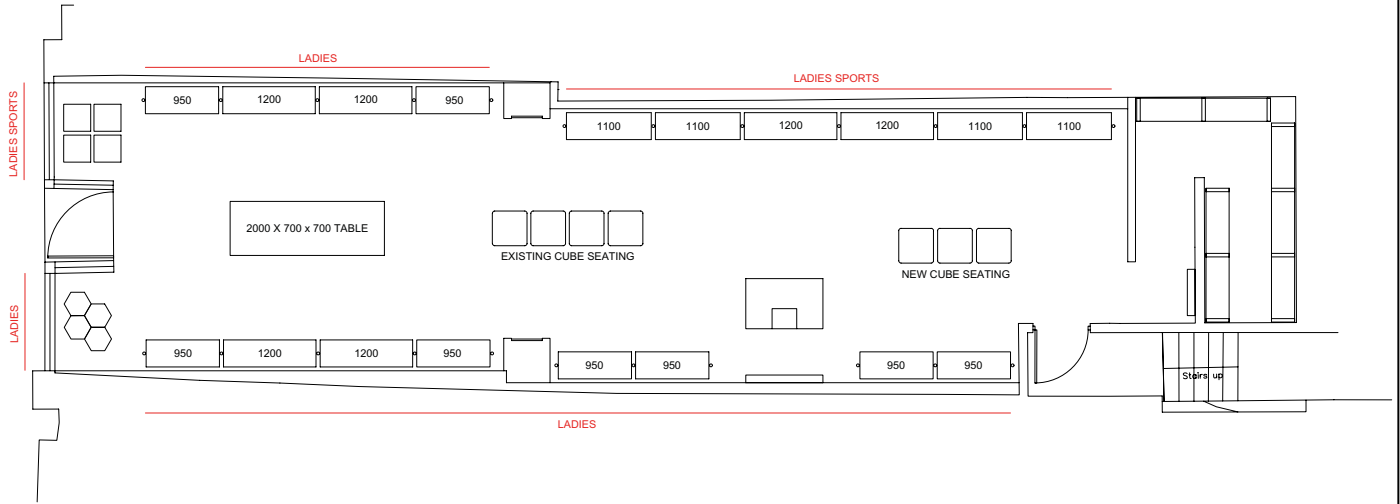 LADIES
LADIES SPORTS
LADIES SPORTS
950
1200
1200
950
1100
1100
1200
1200
1100
1100
2000 X 700 x 700 TABLE
EXISTING CUBE SEATING
NEW CUBE SEATING
LADIES
950
1200
1200
950
950
950
950
950
Stairs up
LADIES